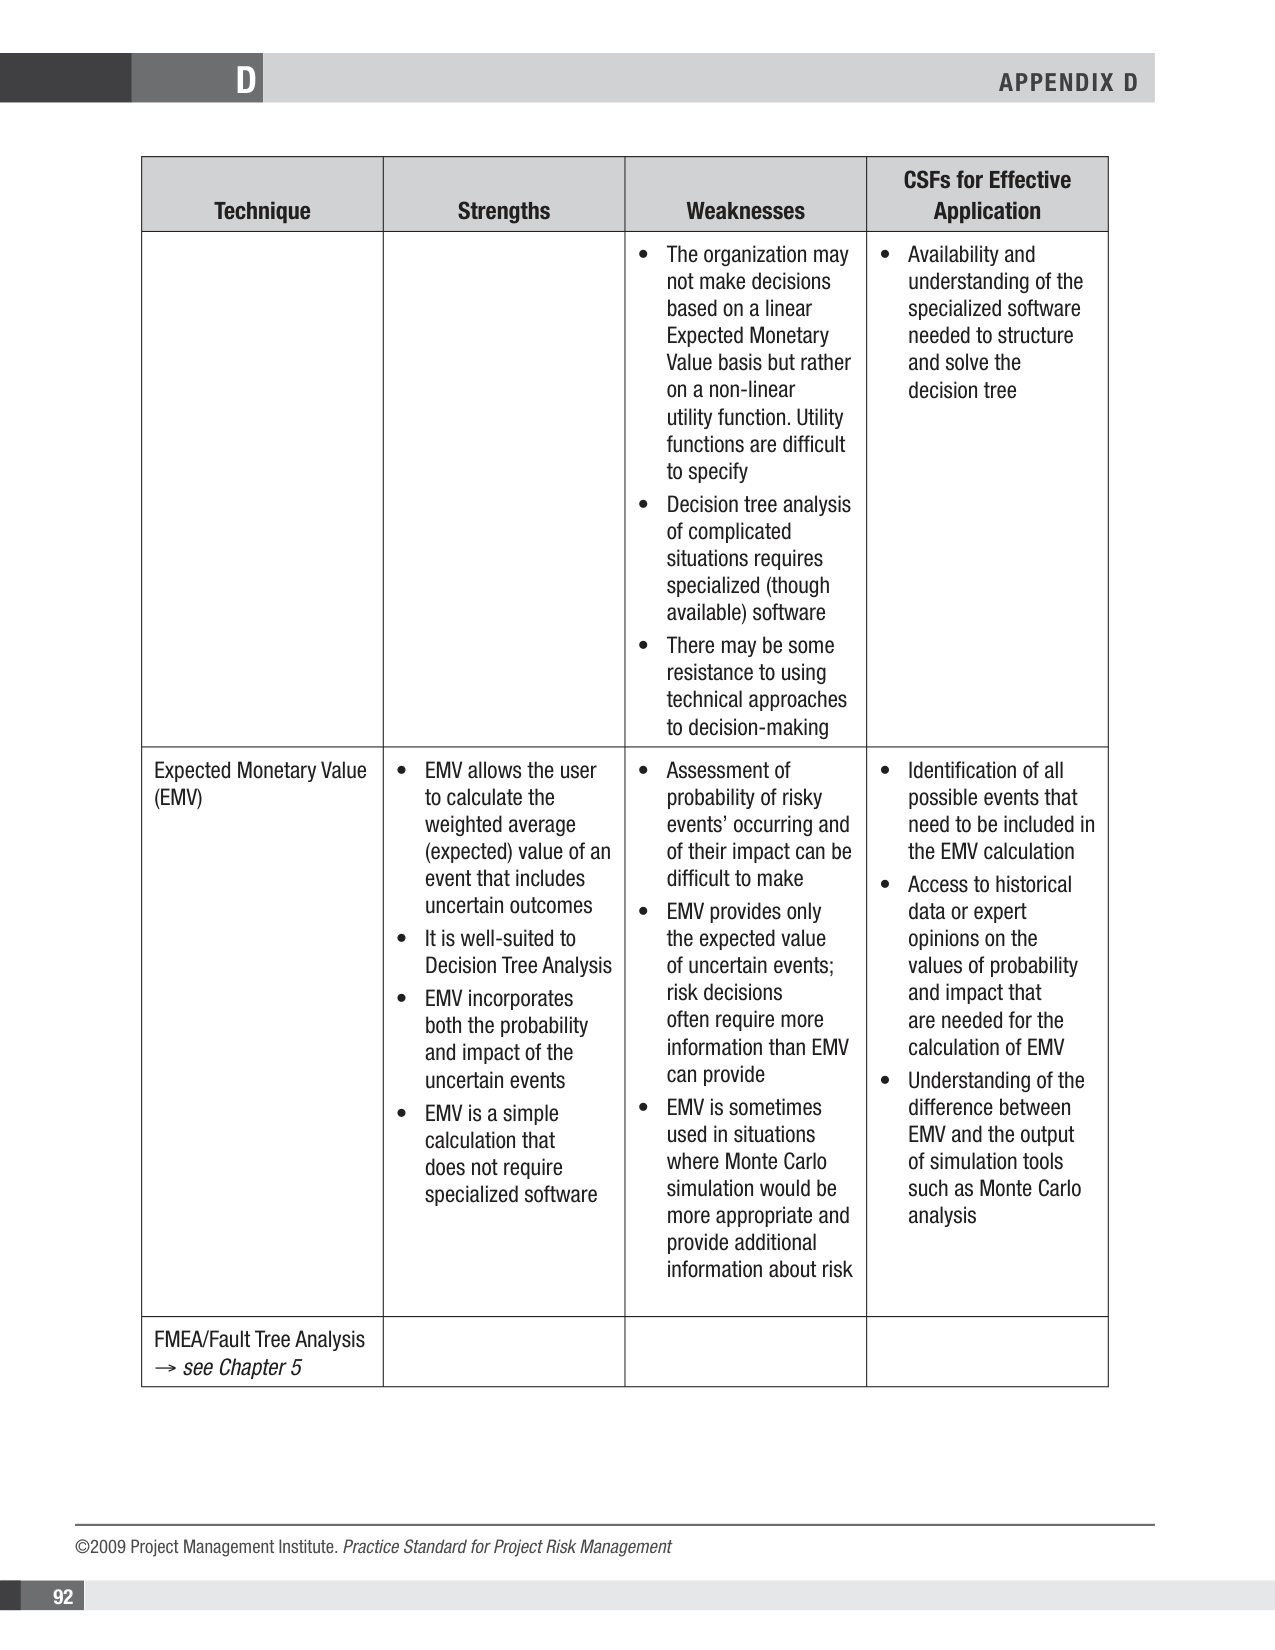 D
APPENDIX D
Technique
Strengths
Weaknesses
CSFs for Effective
Application
• The organization may
not make decisions
based on a linear
Expected Monetary
Value basis but rather
on a non-linear
utility function. Utility
functions are difficult
to specify
• Decision tree analysis
of complicated
situations requires
specialized (though
available) software
• There may be some
resistance to using
technical approaches
to decision-making
• Availability and
understanding of the
specialized software
needed to structure
and solve the
decision tree
Expected Monetary Value
(EMV)
• EMV allows the user
to calculate the
weighted average
(expected) value of an
event that includes
uncertain outcomes
• It is well-suited to
Decision Tree Analysis
• EMV incorporates
both the probability
and impact of the
uncertain events
• EMV is a simple
calculation that
does not require
specialized software
• Assessment of
probability of risky
events’ occurring and
of their impact can be
difficult to make
• EMV provides only
the expected value
of uncertain events;
risk decisions
often require more
information than EMV
can provide
• EMV is sometimes
used in situations
where Monte Carlo
simulation would be
more appropriate and
provide additional
information about risk
• Identification of all
possible events that
need to be included in
the EMV calculation
• Access to historical
data or expert
opinions on the
values of probability
and impact that
are needed for the
calculation of EMV
• Understanding of the
difference between
EMV and the output
of simulation tools
such as Monte Carlo
analysis
FMEA/Fault Tree Analysis
→ see Chapter 5
©2009 Project Management Institute. Practice Standard for Project Risk Management
92